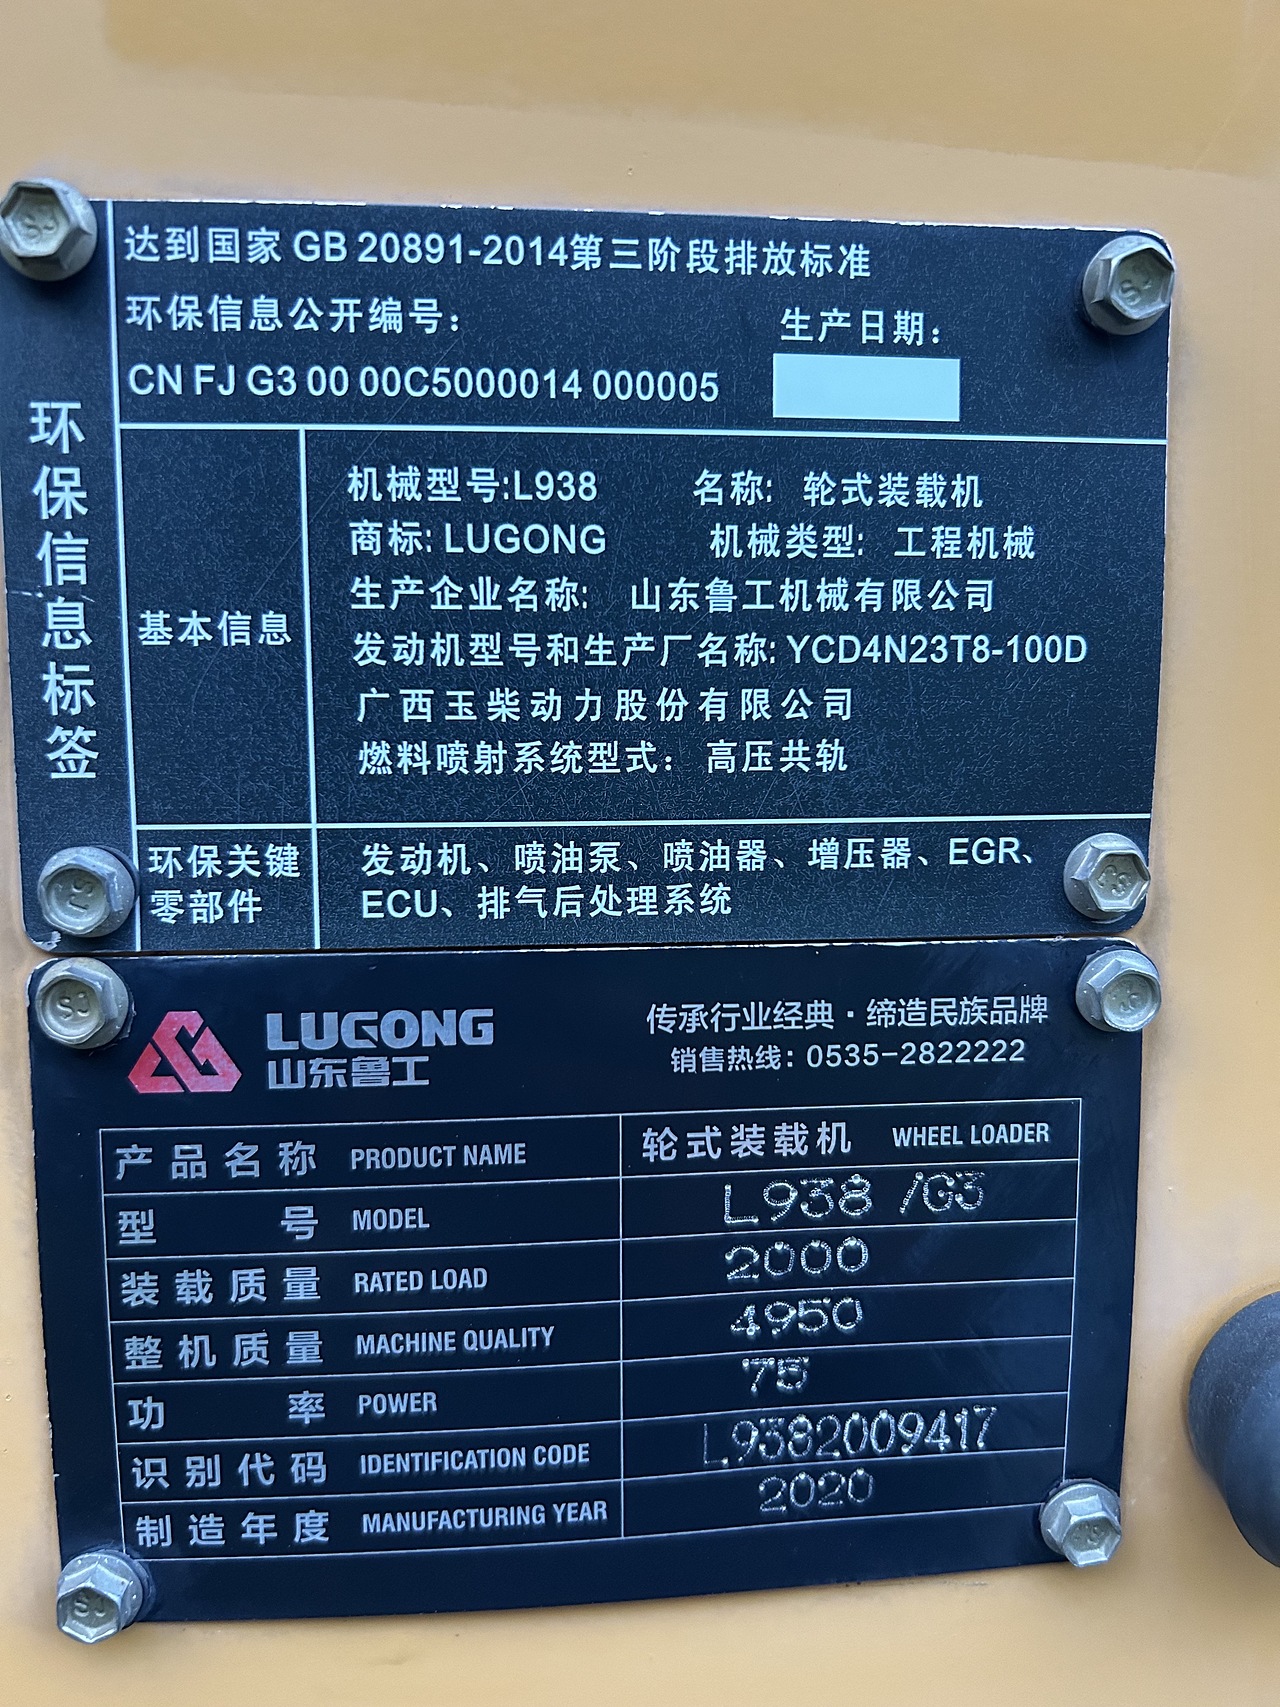 环保信息标签
达到国家 GB 20891-2014第三阶段排放标准
环保信息公开编号：
生产日期：
CN FJ G3 00 00C5000014 000005
基本信息
机械型号:L938 名称: 轮式装载机
商标: LUGONG 机械类型: 工程机械
生产企业名称: 山东鲁工机械有限公司
发动机型号和生产厂名称: YCD4N23T8-100D
广西玉柴动力股份有限公司
燃料喷射系统型式: 高压共轨
环保关键
零部件
发动机、喷油泵、喷油器、增压器、EGR、
ECU、排气后处理系统
LUGONG
山东鲁工
传承行业经典·缔造民族品牌
销售热线：0535-2822222
产品名称 PRODUCT NAME 轮式装载机 WHEEL LOADER
型号 MODEL L938 /G3
装载质量 RATED LOAD 2000
整机质量 MACHINE QUALITY 4950
功率 POWER 75
识别代码 IDENTIFICATION CODE L9382009417
制造年度 MANUFACTURING YEAR 2020